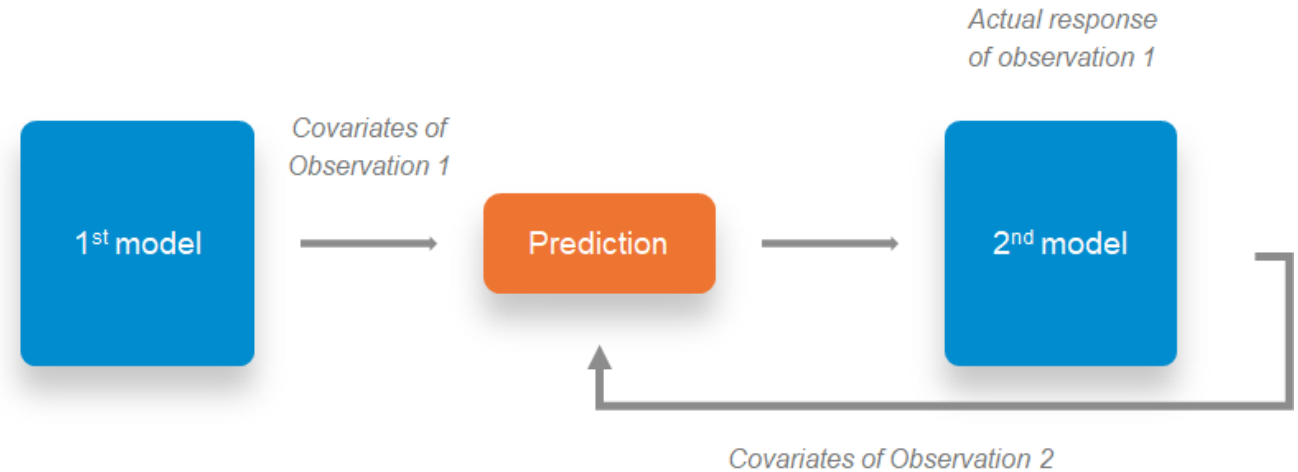 Actual response
of observation 1
Covariates of
Observation 1
1st model
Prediction
2nd model
Covariates of Observation 2